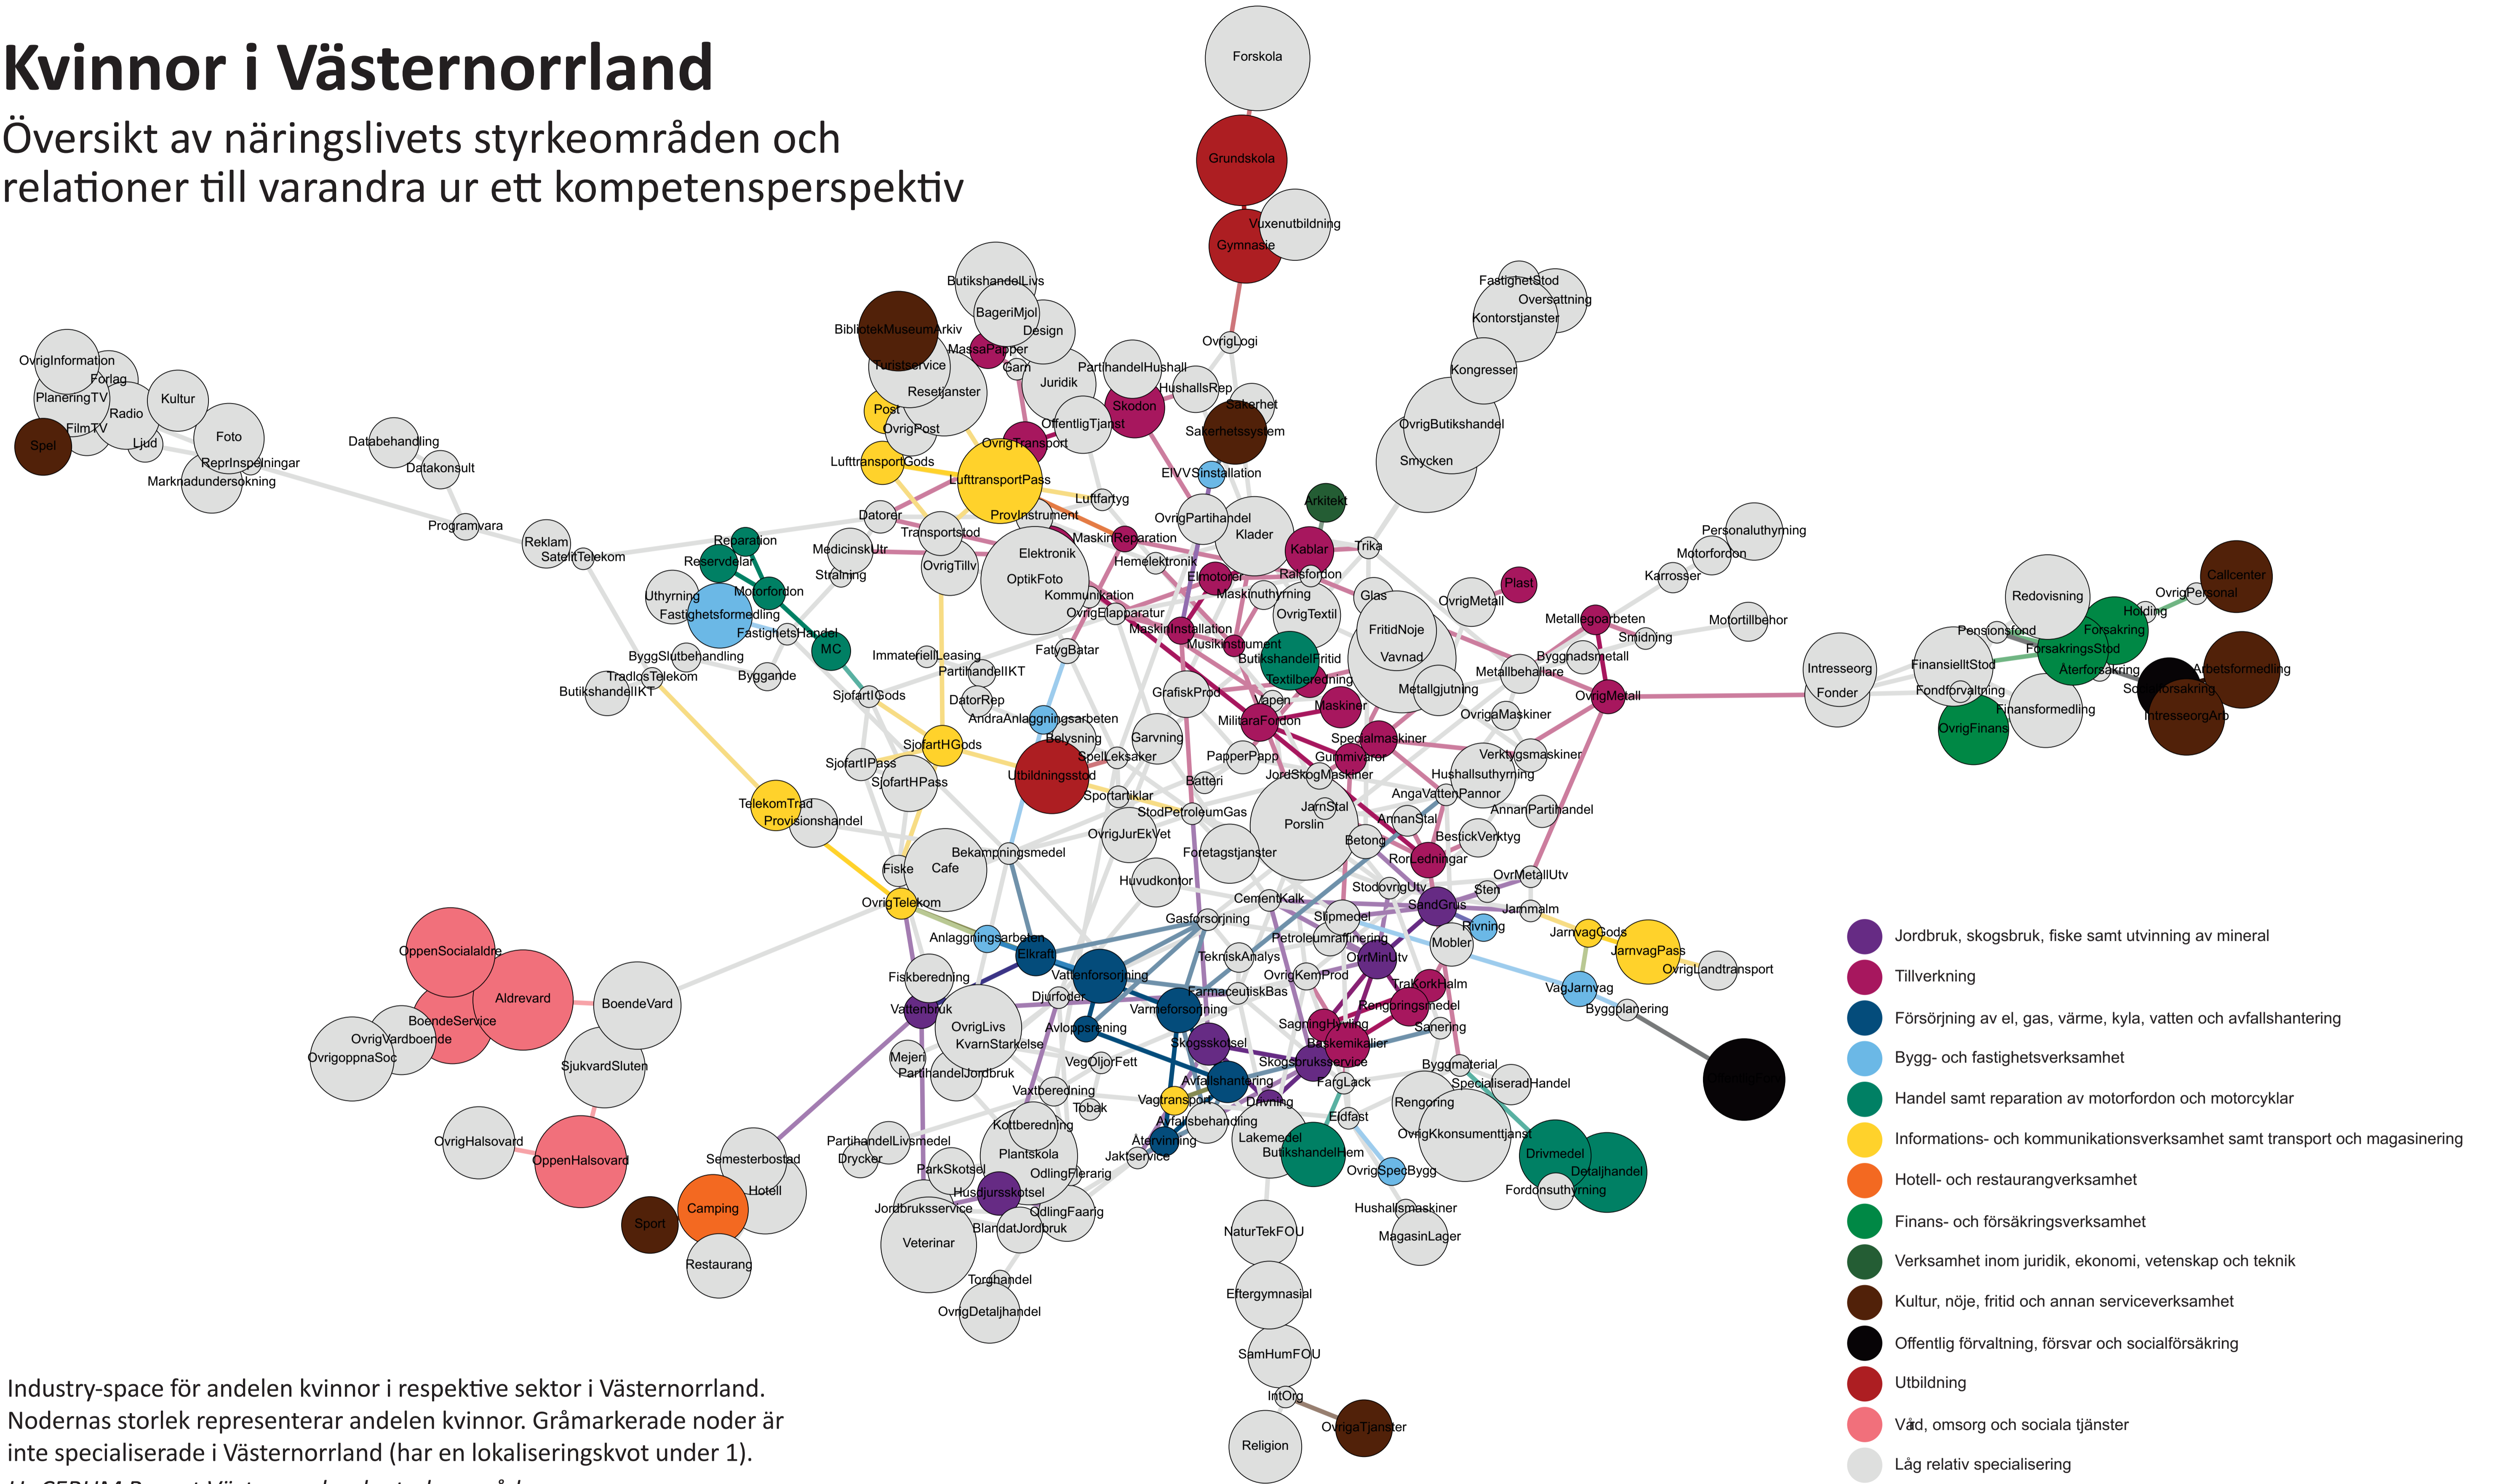 Kvinnor i Västernorrland
Översikt av näringslivets styrkeområden och
relationer till varandra ur ett kompetensperspektiv
Forskola
Grundskola
Vuxenutbildning
Gymnasie
OvrigLogi
ButikshandelLivs
BageriMjol
Design
BibliotekMuseumArkiv
MassaPapper
Turistservice
Garn
Resetjanster
Juridik
PartihandelHushall
HushallsRep
Skodon
Sakerhet
Post
OvrigPost
OffentligTjanst
OvrigTransport
Sakerhetssystem
LufttransportGods
LufttransportPass
ElVVSinstallation
Luftfartyg
Arkitekt
FastighetStod
Oversattning
Kontorstjanster
Kongresser
OvrigButikshandel
Smycken
OvrigInformation
Forlag
PlaneringTV
Radio
Kultur
FilmTV
Spel
Ljud
Foto
ReprInspelningar
Marknadundersokning
Databehandling
Datakonsult
Programvara
Reklam
SatelitTelekom
Reparation
Reservdelar
Motorfordon
Uthyrning
Fastighetsformedling
FastighetsHandel
MC
ByggSlutbehandling
Byggande
TradlosTelekom
ButikshandelIKT
Datorer
Transportstod
ProvInstrument
MedicinskUtr
Stralning
OvrigTillv
Elektronik
OptikFoto
Kommunikation
OvrigElapparatur
MaskinReparation
Hemelektronik
OvrigPartihandel
Klader
Kablar
Trika
Elmotorer
Ralsfordon
Maskinuthyrning
OvrigTextil
Glas
OvrigMetall
Plast
MaskinInstallation
Musikinstrument
FritidNoje
Vavnad
ButikshandelFritid
Textilberedning
Metallgjutning
Metallbehallare
Metallegoarbeten
Smidning
Byggnadsmetall
OvrigMetall
Personaluthyrning
Motorfordon
Karrosser
Motortillbehor
ImmateriellLeasing
PartihandelIKT
DatorRep
SjofartIGods
FatygBatar
GrafiskProd
Vapen
Maskiner
MilitaraFordon
OvrigaMaskiner
AndraAnlaggningsarbeten
Belysning
Garvning
SjofartHGods
SjofartIPass
SjofartHPass
SpelLeksaker
PapperPapp
Specialmaskiner
Gummivaror
JordSkogMaskiner
Verktygsmaskiner
Hushallsuthyrning
Utbildningsstod
Batteri
Sportartiklar
StodPetroleumGas
AngaVattenPannor
AnnanPartihandel
JarnStal
Porslin
AnnanStal
BestickVerktyg
Betong
RorLedningar
TelekomTrad
Provisionshandel
OvrigJurEkVet
Foretagstjanster
Bekampningsmedel
Fiske
Cafe
Huvudkontor
OvrigTelekom
CementKalk
StodovrigUtv
Sten
OvrMetallUtv
SandGrus
Jarnmalm
Gasforsorjning
Slipmedel
Rivning
Petroleumraffinering
Mobler
JarnvagGods
JarnvagPass
OvrigLandtransport
VagJarnvag
Byggplanering
Anlaggningsarbeten
Elkraft
Vattenforsorjning
TekniskAnalys
OvrMinUtv
OvrigKemProd
Fiskberedning
Djurfoder
FarmaceutiskBas
TraKorkHalm
Vattenbruk
Varmeforsorjning
Rengbringsmedel
OvrigLivs
Avloppsrening
SagningHyvling
Sanering
KvarnStarkelse
Skogsskotsel
Baskemikalier
Mejeri
VegOljorFett
Skogsbruksservice
Byggmaterial
PartihandelJordbruk
Avfallshantering
FargLack
SpecialiseradHandel
Vaxtberedning
Vagtransport
Drivning
Rengoring
Tobak
Avfallsbehandling
Eldfast
Kottberedning
Lakemedel
OvrigKkonsumenttjanst
PartihandelLivsmedel
Återvinning
ButikshandelHem
Drycker
Plantskola
Jaktservice
Drivmedel
ParkSkotsel
OdlingFlerarig
OvrigSpecBygg
Detaljhandel
Husdjursskotsel
Fordonsuthyrning
Jordbruksservice
OdlingFaarig
Hushallsmaskiner
BlandatJordbruk
Veterinar
MagasinLager
NaturTekFOU
Torghandel
OvrigDetaljhandel
Eftergymnasial
SamHumFOU
IntOrg
OvrigaTjanster
Religion
OppenSocialaldre
Aldrevard
BoendeVard
BoendeService
OvrigVardboende
OvrigoppnaSoc
SjukvardSluten
OvrigHalsovard
OppenHalsovard
Semesterbostad
Hotell
Camping
Sport
Restaurang
Callcenter
Redovisning
OvrigPersonal
Holding
Pensionsfond
Forsakring
ForsakringsStod
Intresseorg
FinansielltStod
Återforsakring
Arbetsformedling
Fonder
Fondforvaltning
Finansformedling
IntresseorgArb
OvrigFinans
Jordbruk, skogsbruk, fiske samt utvinning av mineral
Tillverkning
Försörjning av el, gas, värme, kyla, vatten och avfallshantering
Bygg- och fastighetsverksamhet
Handel samt reparation av motorfordon och motorcyklar
Informations- och kommunikationsverksamhet samt transport och magasinering
Hotell- och restaurangverksamhet
Finans- och försäkringsverksamhet
Verksamhet inom juridik, ekonomi, vetenskap och teknik
Kultur, nöje, fritid och annan serviceverksamhet
Offentlig förvaltning, försvar och socialförsäkring
Utbildning
Vård, omsorg och sociala tjänster
Låg relativ specialisering
Industry-space för andelen kvinnor i respektive sektor i Västernorrland.
Nodernas storlek representerar andelen kvinnor. Gråmarkerade noder är
inte specialiserade i Västernorrland (har en lokaliseringskvot under 1).